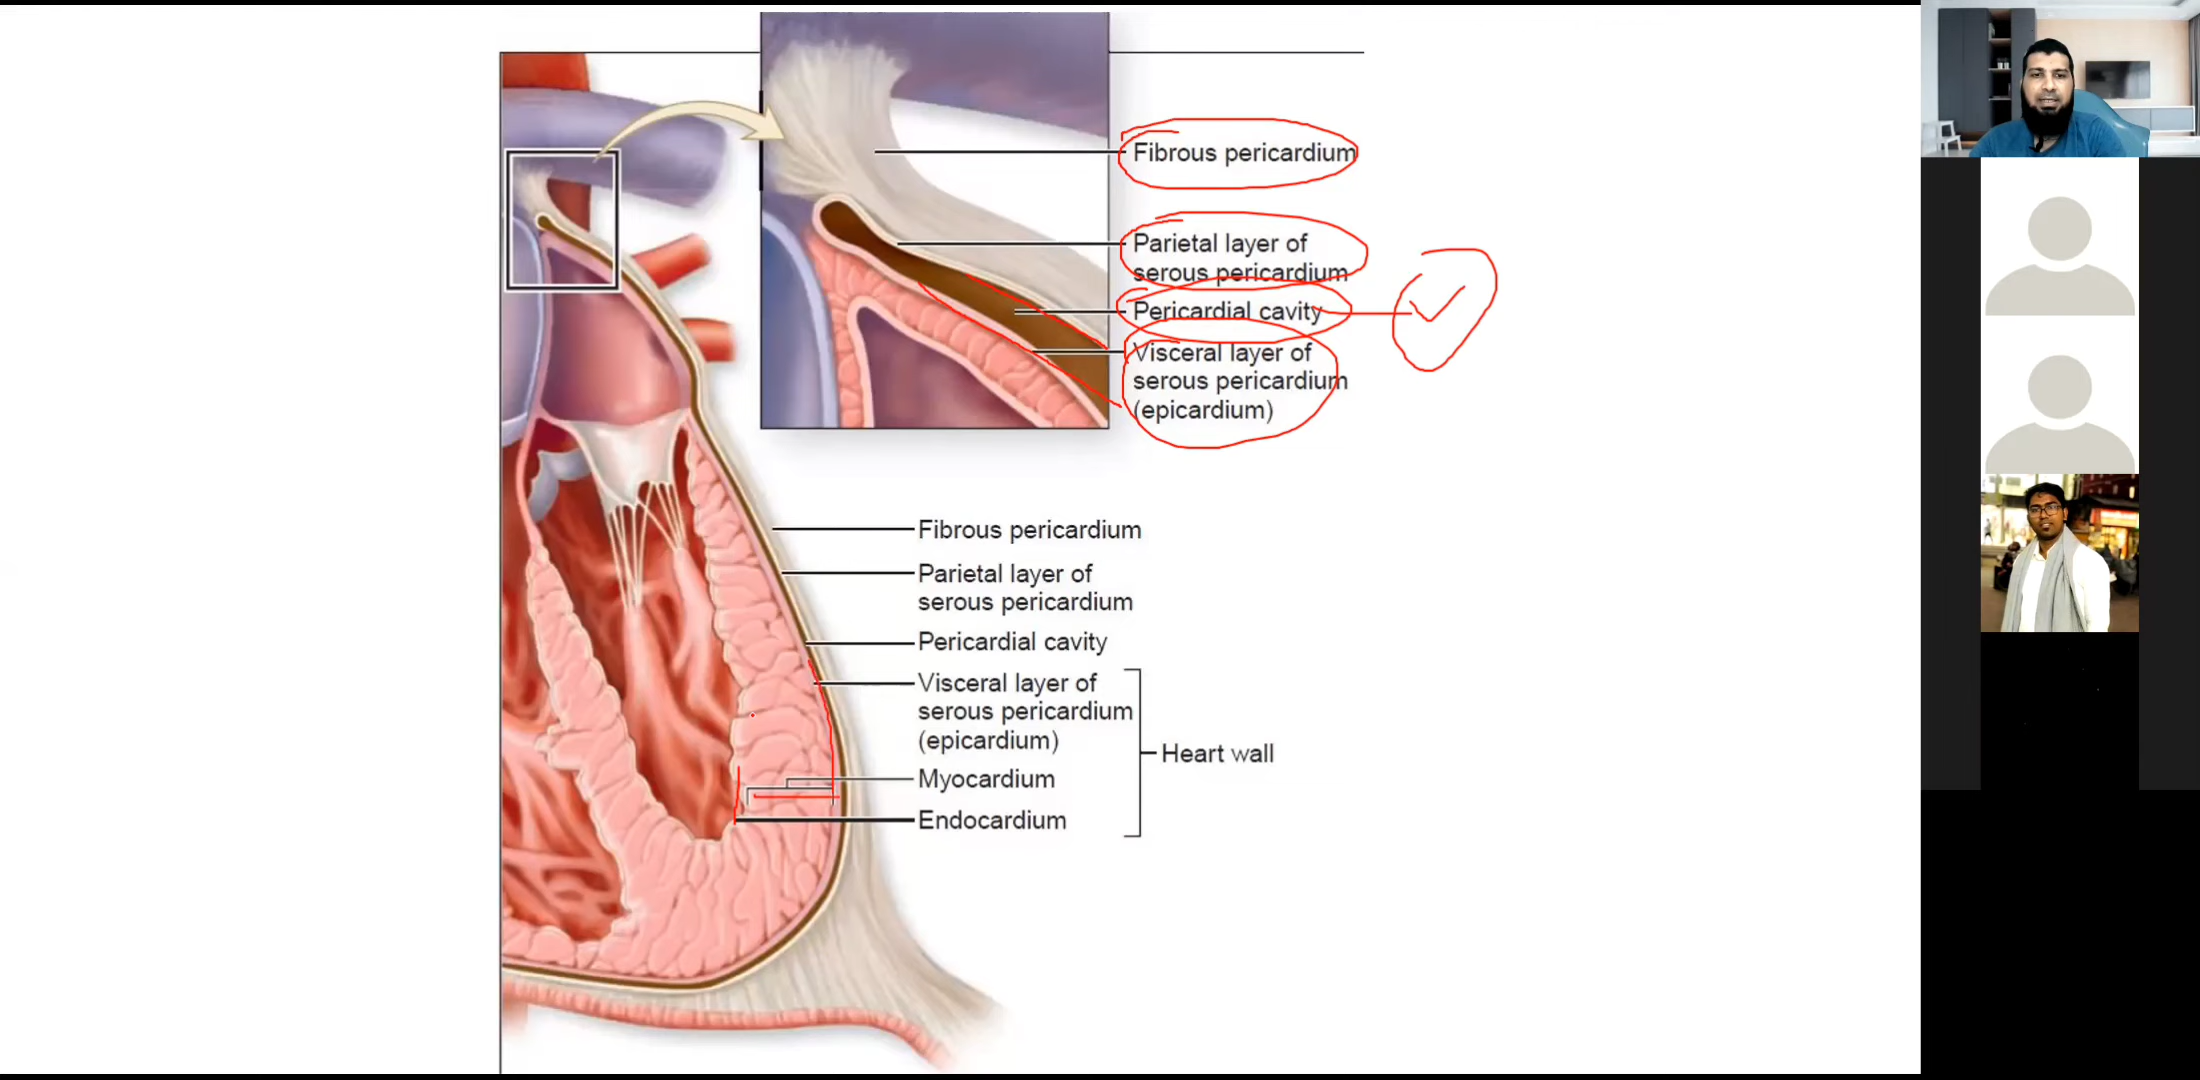 Fibrous pericardium
Parietal layer of
serous pericardium
Pericardial cavity
Visceral layer of
serous pericardium
(epicardium)
Fibrous pericardium
Parietal layer of
serous pericardium
Pericardial cavity
Visceral layer of
serous pericardium
(epicardium)
Heart wall
Myocardium
Endocardium